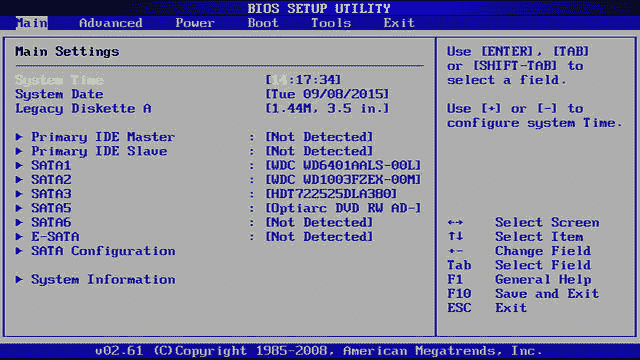 BIOS SETUP UTILITY
Main Advanced Power Boot Tools Exit
Main Settings
System Time [14:17:34]
System Date [Tue 09/08/2015]
Legacy Diskette A [1.44M, 3.5 in.]
► Primary IDE Master : [Not Detected]
► Primary IDE Slave : [Not Detected]
► SATA1 : [WDC WD6401AALS-00L]
► SATA2 : [WDC WD1003FZEX-00M]
► SATA3 : [HDT722525DLA380]
► SATA5 : [Optiarc DVD RW AD-]
► SATA6 : [Not Detected]
► E-SATA : [Not Detected]
► SATA Configuration
► System Information
Use [ENTER], [TAB]
or [SHIFT-TAB] to
select a field.
Use [+] or [-] to
configure system Time.
↔ Select Screen
↑↓ Select Item
+- Change Field
Tab Select Field
F1 General Help
F10 Save and Exit
ESC Exit
v02.61 (C)Copyright 1985-2008, American Megatrends, Inc.